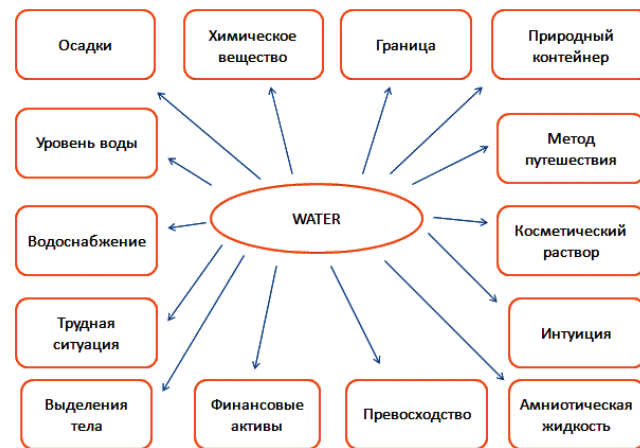 Осадки
Химическое
вещество
Граница
Природный
контейнер
Уровень воды
Метод
путешествия
WATER
Водоснабжение
Косметический
раствор
Трудная
ситуация
Интуиция
Выделения
тела
Финансовые
активы
Превосходство
Амниотическая
жидкость